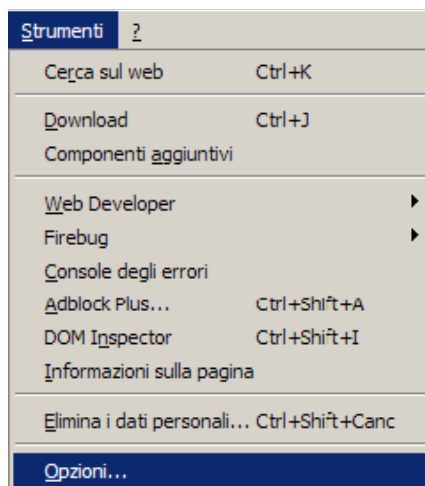 Strumenti ?
Cerca sul web Ctrl+K
Download Ctrl+J
Componenti aggiuntivi
Web Developer
Firebug
Console degli errori
Adblock Plus... Ctrl+Shift+A
DOM Inspector Ctrl+Shift+I
Informazioni sulla pagina
Elimina i dati personali... Ctrl+Shift+Canc
Opzioni...